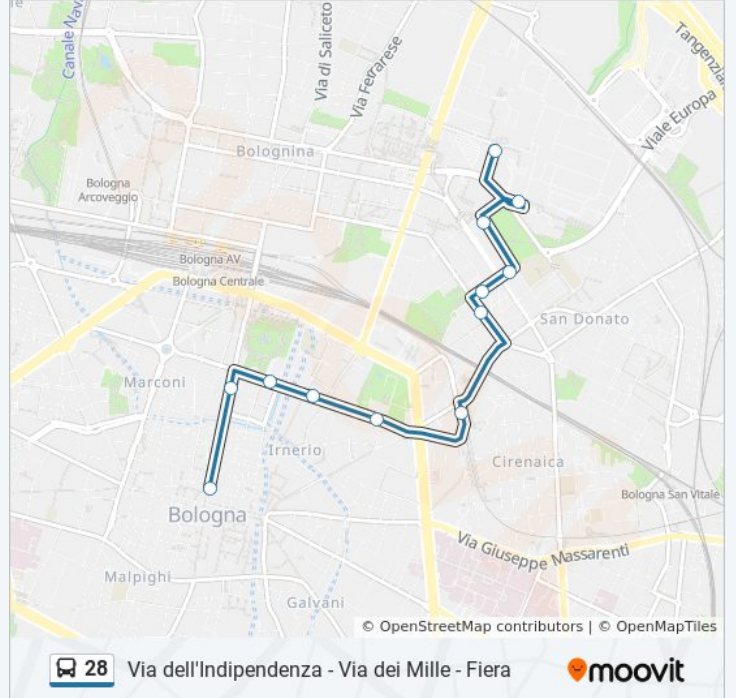 Canale Nav
Via di Saliceto
Via Ferrarese
Tangenzia
Viale Europa
Bolognina
Bologna
Arcoveggio
Bologna AV
Bologna Centrale
San Donato
Marconi
Irnerio
Cirenaica
Bologna San Vitale
Bologna
Via Giuseppe Massarenti
Malpighi
Galvani
© OpenStreetMap contributors | © OpenMapTiles
28 Via dell'Indipendenza - Via dei Mille - Fiera moovit